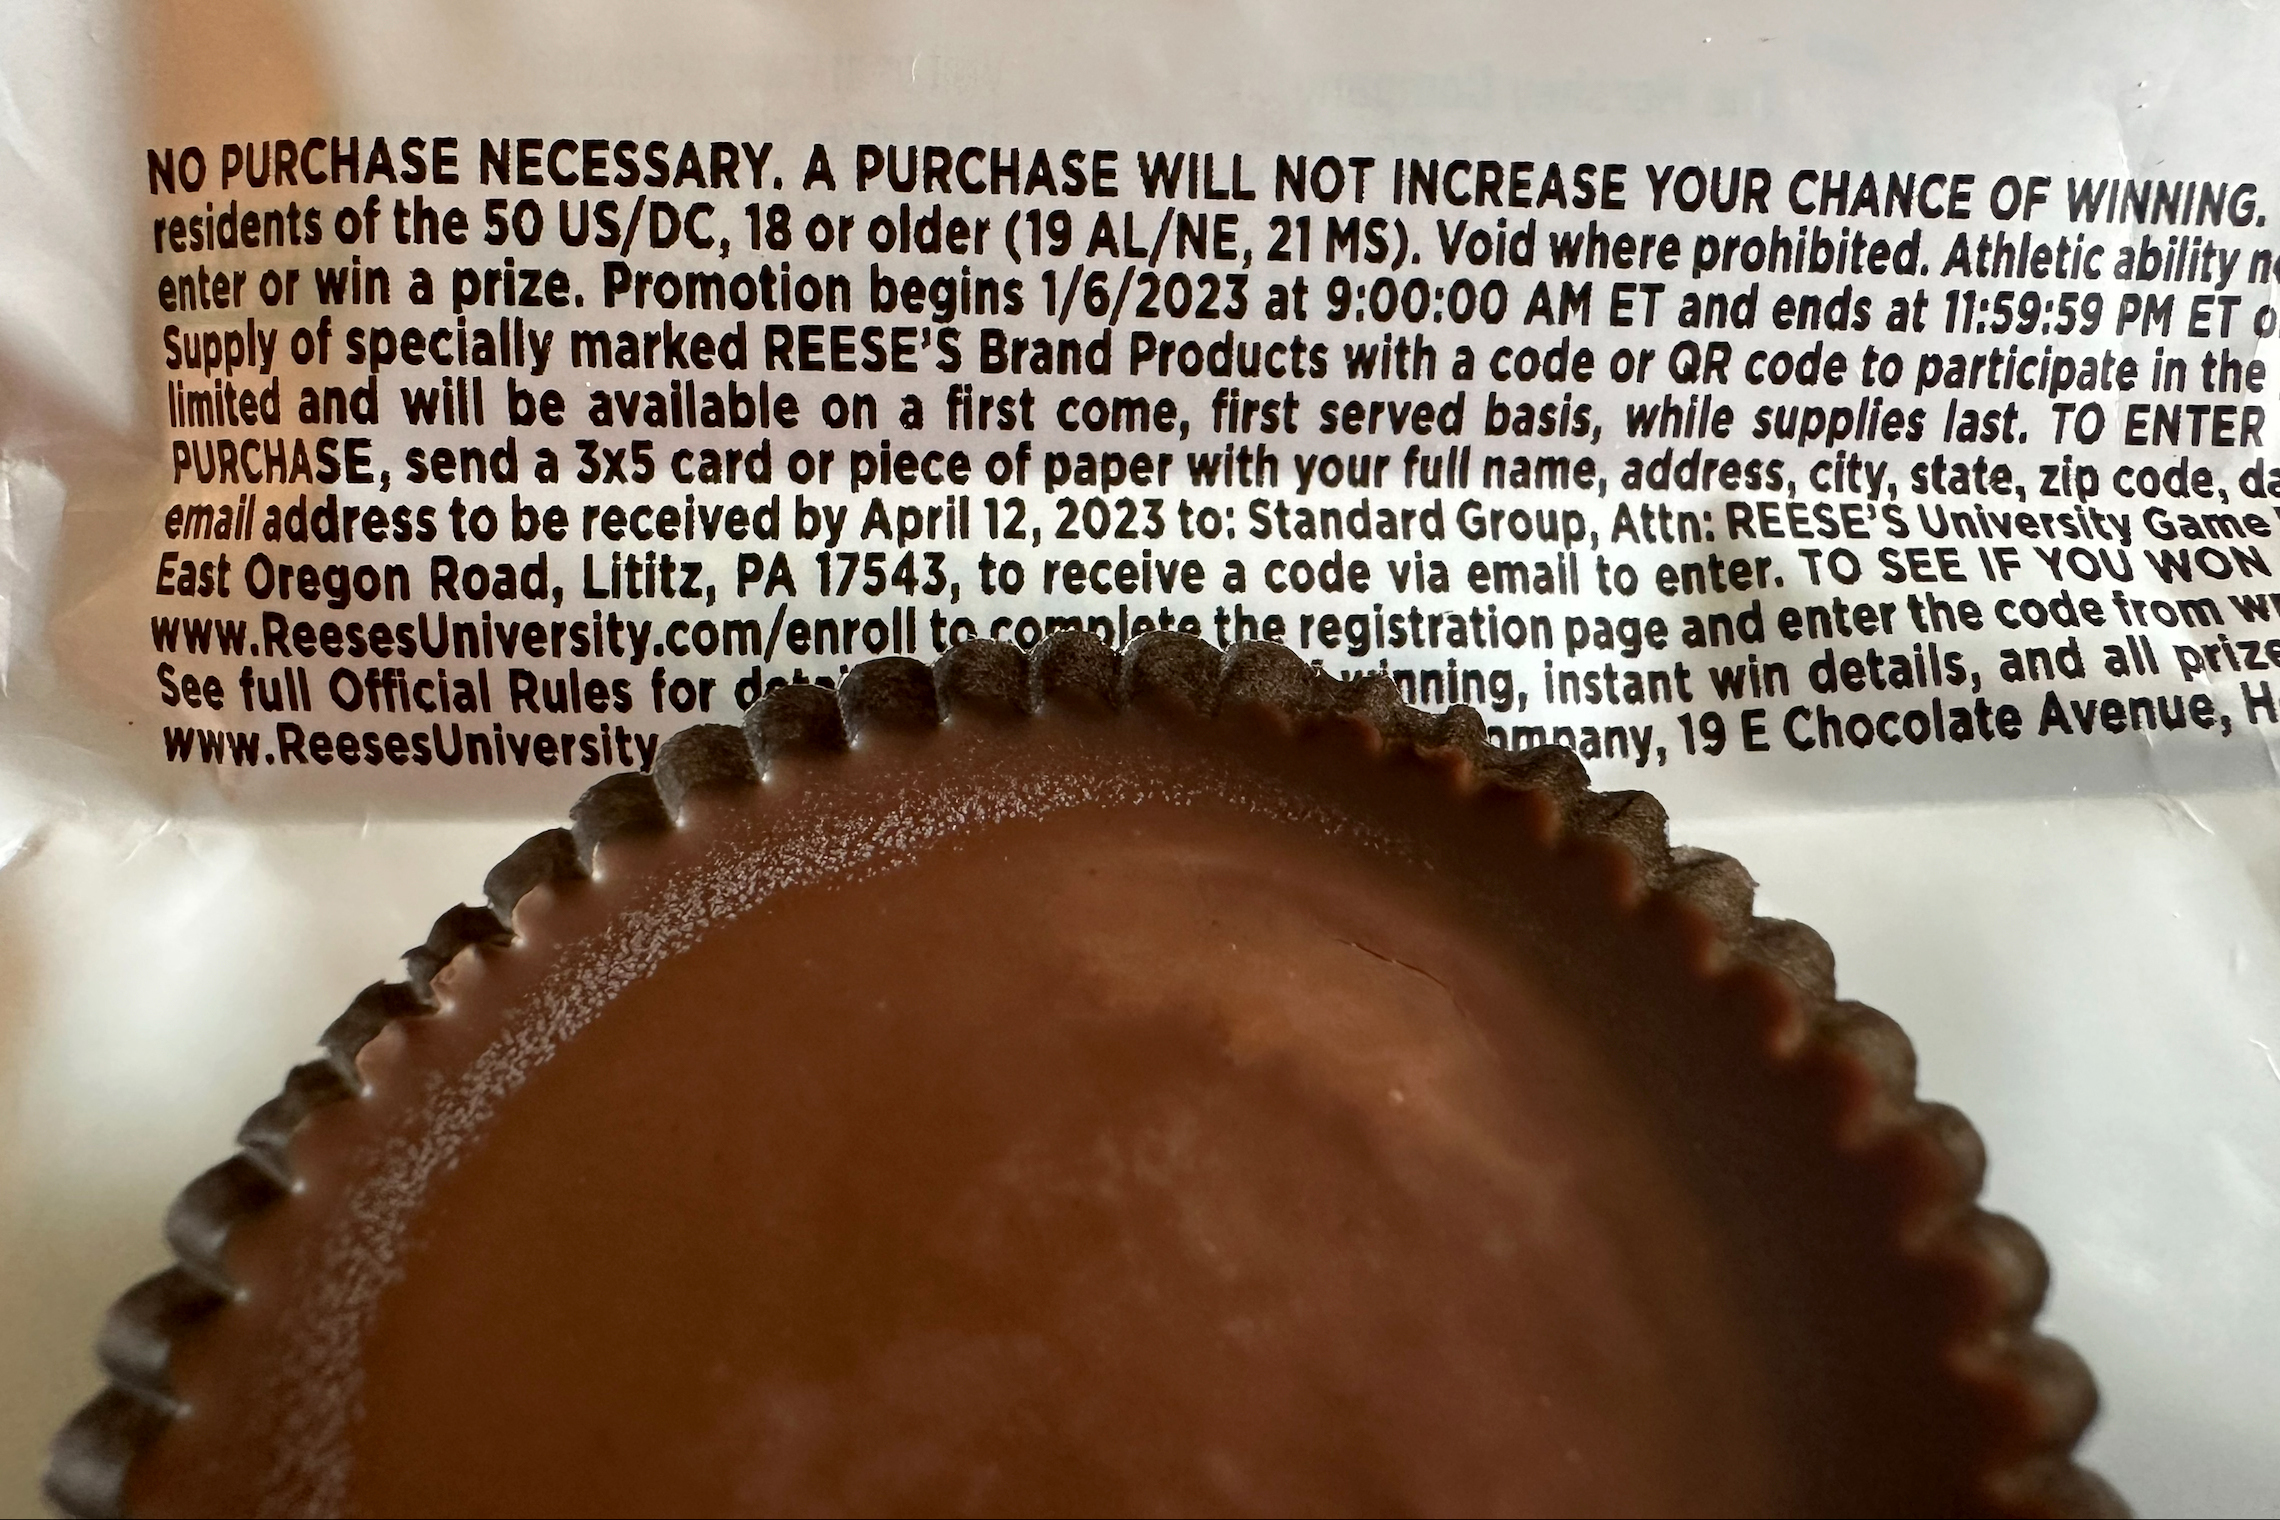 NO PURCHASE NECESSARY. A PURCHASE WILL NOT INCREASE YOUR CHANCE OF WINNING.
residents of the 50 US/DC, 18 or older (19 AL/NE, 21 MS). Void where prohibited. Athletic ability
enter or win a prize. Promotion begins 1/6/2023 at 9:00:00 AM ET and ends at 11:59:59 PM ET
Supply of specially marked REESE'S Brand Products with a code or QR code to participate in the
limited and will be available on a first come, first served basis, while supplies last. TO ENTER
PURCHASE, send a 3x5 card or piece of paper with your full name, address, city, state, zip code,
email address to be received by April 12, 2023 to: Standard Group, Attn: REESE'S University Game
East Oregon Road, Lititz, PA 17543, to receive a code via email to enter. TO SEE IF YOU WON
www.ReesesUniversity.com/enroll to complete the registration page and enter the code from
See full Official Rules for winning, instant win details, and all
www.ReesesUniversity 19 E Chocolate Avenue,